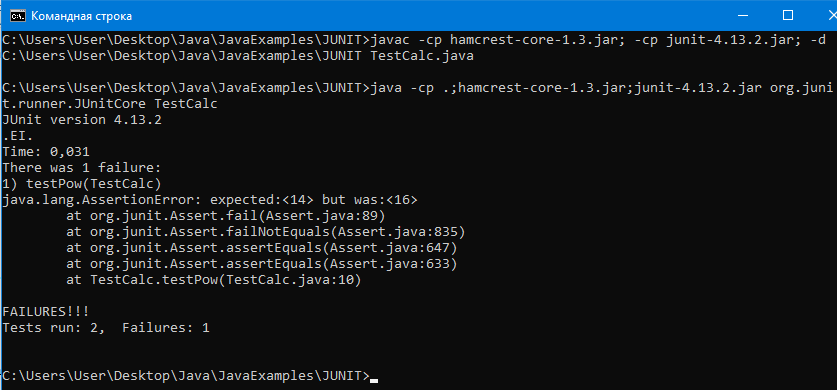 Командная строка
C:\Users\User\Desktop\Java\JavaExamples\JUNIT>javac -cp hamcrest-core-1.3.jar; -cp junit-4.13.2.jar; -d
C:\Users\User\Desktop\Java\JavaExamples\JUNIT TestCalc.java
C:\Users\User\Desktop\Java\JavaExamples\JUNIT>java -cp .;hamcrest-core-1.3.jar;junit-4.13.2.jar org.juni
t.runner.JUnitCore TestCalc
JUnit version 4.13.2
.EI.
Time: 0,031
There was 1 failure:
1) testPow(TestCalc)
java.lang.AssertionError: expected:<14> but was:<16>
at org.junit.Assert.fail(Assert.java:89)
at org.junit.Assert.failNotEquals(Assert.java:835)
at org.junit.Assert.assertEquals(Assert.java:647)
at org.junit.Assert.assertEquals(Assert.java:633)
at TestCalc.testPow(TestCalc.java:10)
FAILURES!!!
Tests run: 2,  Failures: 1
C:\Users\User\Desktop\Java\JavaExamples\JUNIT>